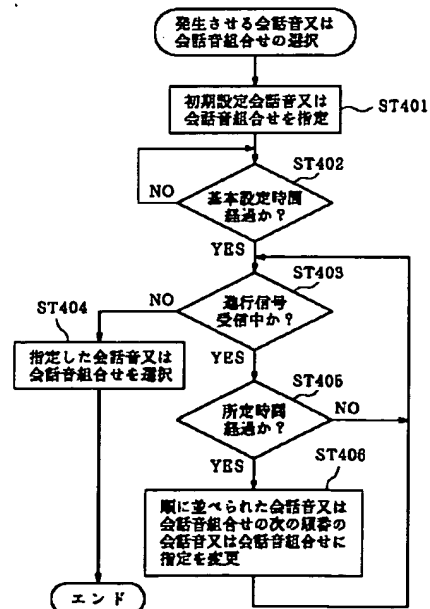 発生させる会話音又は
会話音組合せの選択
初期設定会話音又は
会話音組合せを指定
ST401
ST402
NO
基本設定時間
経過か?
YES
ST403
NO
進行信号
受信中か?
YES
ST404
指定した会話音又は
会話音組合せを選択
ST405
所定時間
経過か?
NO
YES
ST406
順に並べられた会話音又は
会話音組合せの次の順番の
会話音又は会話音組合せに
指定を変更
エンド